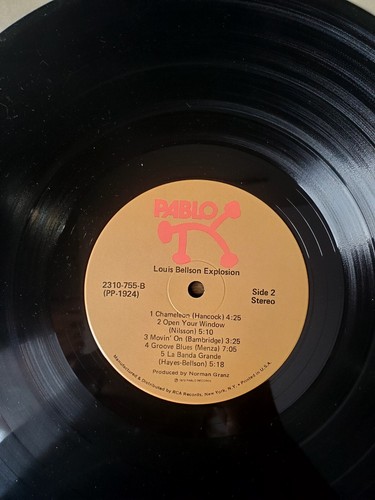 PABLO
Louis Bellson Explosion
2310-755-B
(PP-1924)
Side 2
Stereo
1 Chameleon (Hancock) 4:25
2 Open Your Window
(Nilsson) 5:10
3 Movin' On (Bambridge) 3:25
4 Groove Blues (Menza) 7:05
5 La Banda Grande
(Hayes-Bellson) 5:18
Produced by Norman Granz
Manufactured & Distributed by RCA Records, New York, N.Y. • Printed in U.S.A.